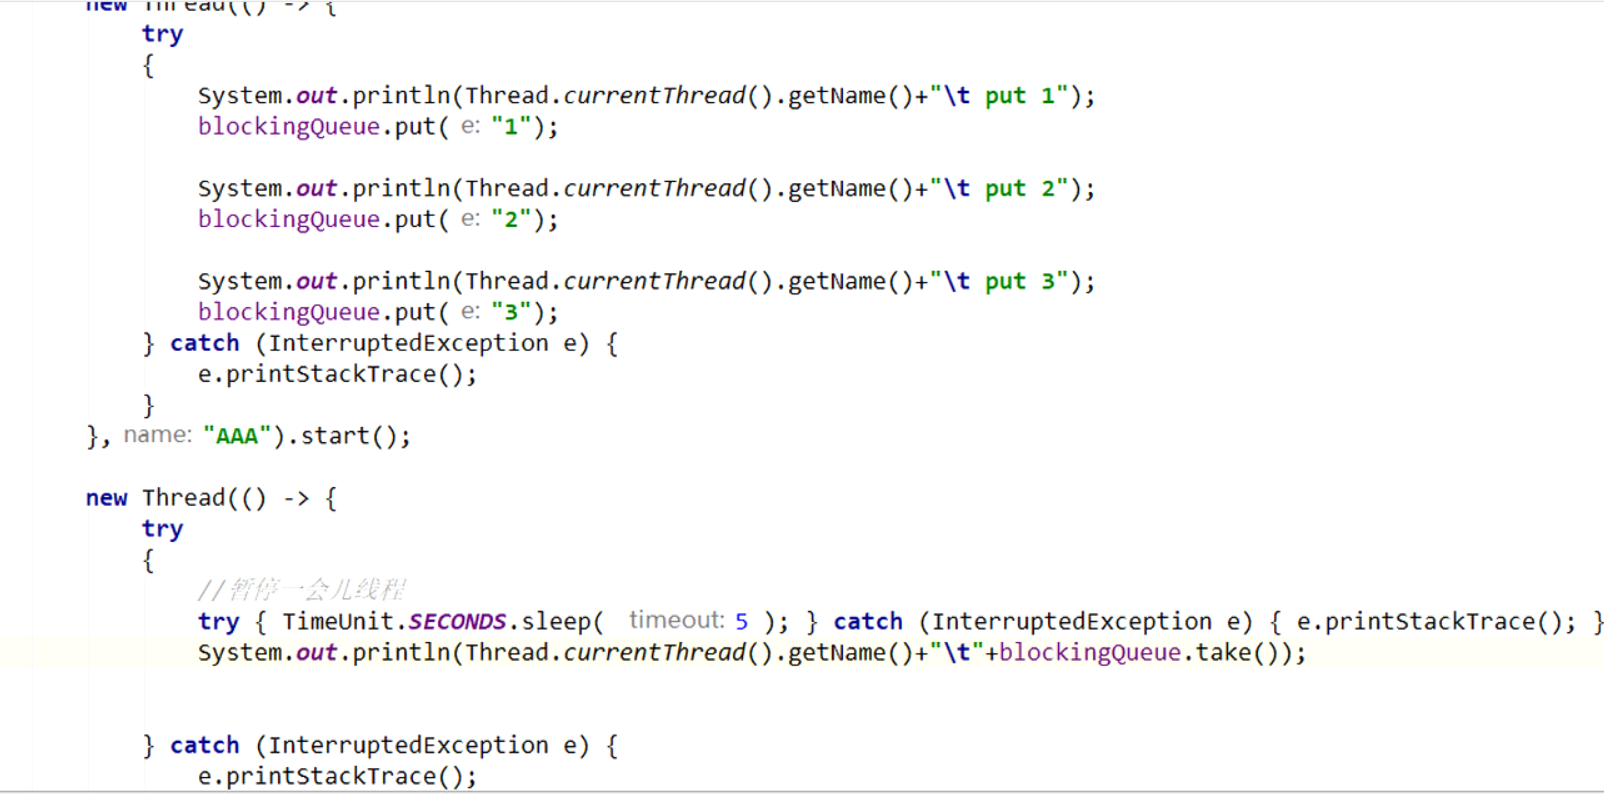 new Thread(() -> {
try
{
System.out.println(Thread.currentThread().getName()+"\t put 1");
blockingQueue.put( e: "1");
System.out.println(Thread.currentThread().getName()+"\t put 2");
blockingQueue.put( e: "2");
System.out.println(Thread.currentThread().getName()+"\t put 3");
blockingQueue.put( e: "3");
} catch (InterruptedException e) {
e.printStackTrace();
}
}, name: "AAA").start();
new Thread(() -> {
try
{
//暂停一会儿线程
try { TimeUnit.SECONDS.sleep( timeout: 5 ); } catch (InterruptedException e) { e.printStackTrace(); }
System.out.println(Thread.currentThread().getName()+"\t"+blockingQueue.take());
} catch (InterruptedException e) {
e.printStackTrace();